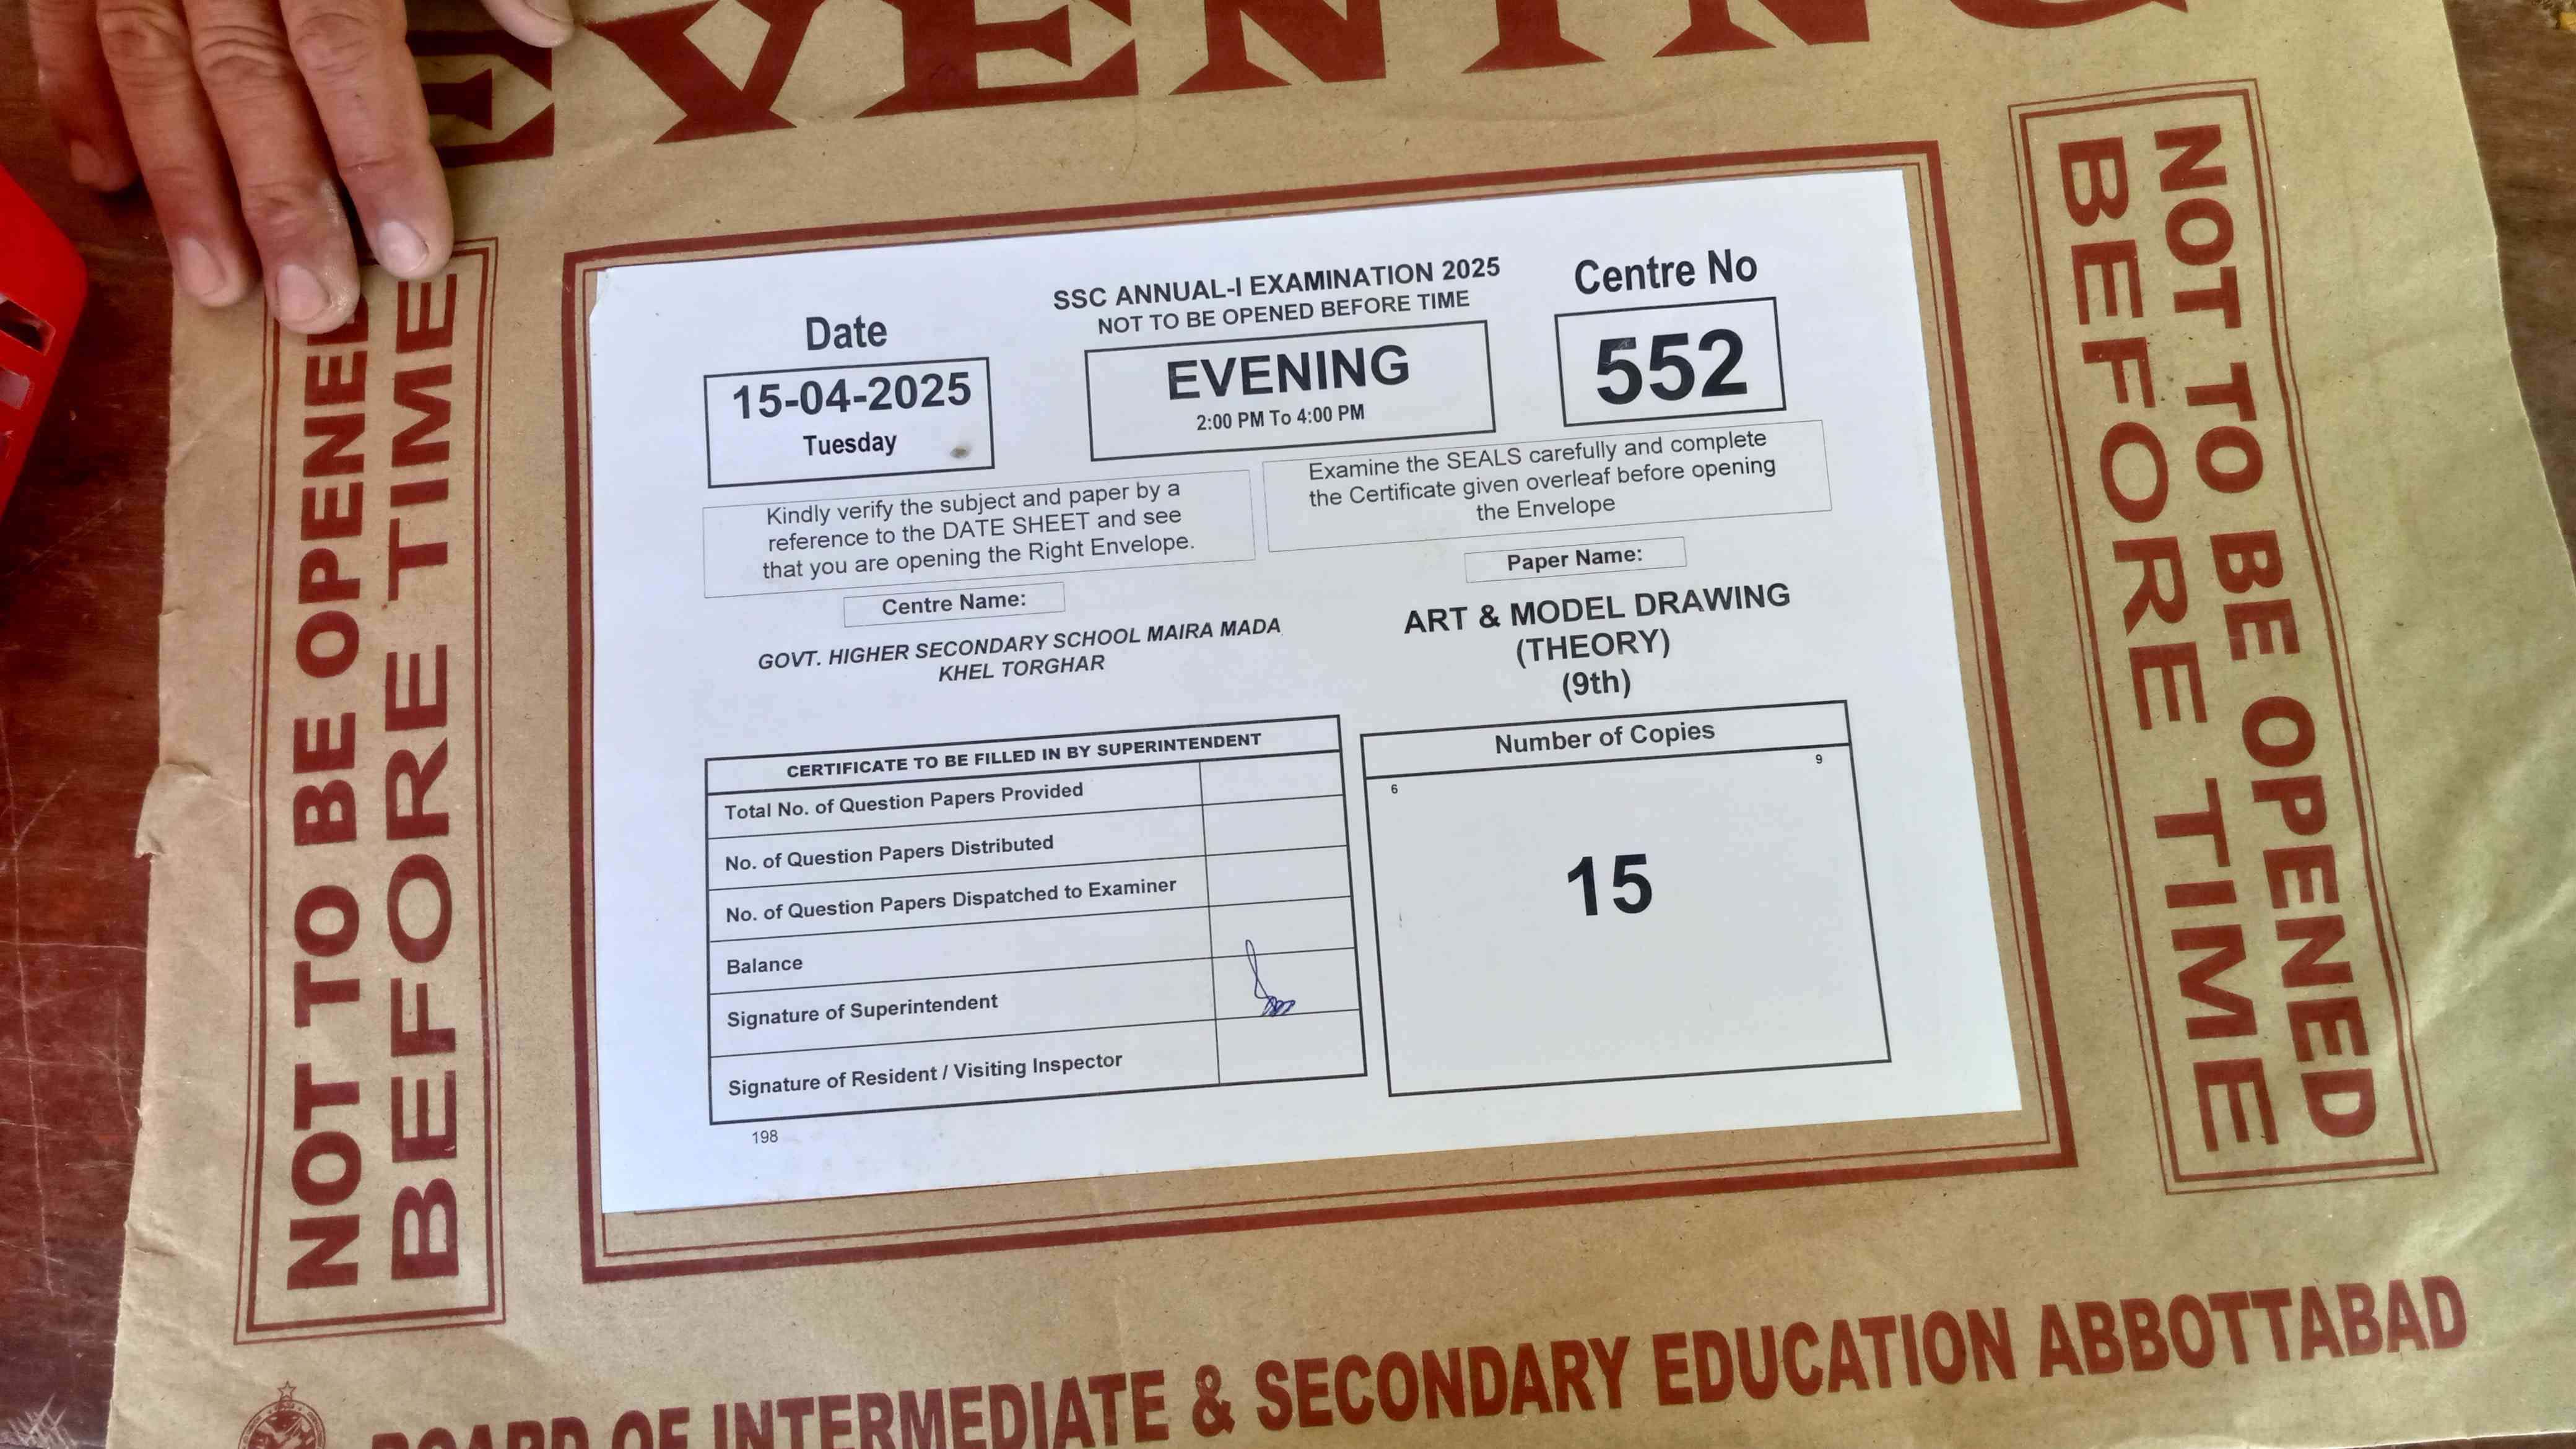 EVENING
NOT TO BE OPENED
BEFORE TIME
SSC ANNUAL-I EXAMINATION 2025
NOT TO BE OPENED BEFORE TIME
Date
15-04-2025
Tuesday
EVENING
2:00 PM To 4:00 PM
Centre No
552
Kindly verify the subject and paper by a
reference to the DATE SHEET and see
that you are opening the Right Envelope.
Examine the SEALS carefully and complete
the Certificate given overleaf before opening
the Envelope
Centre Name:
GOVT. HIGHER SECONDARY SCHOOL MAIRA MADA
KHEL TORGHAR
Paper Name:
ART & MODEL DRAWING
(THEORY)
(9th)
CERTIFICATE TO BE FILLED IN BY SUPERINTENDENT
Total No. of Question Papers Provided
No. of Question Papers Distributed
No. of Question Papers Dispatched to Examiner
Balance
Signature of Superintendent
Signature of Resident / Visiting Inspector
198
Number of Copies
6
9
15
NOT TO BE OPENED
BEFORE TIME
BOARD OF INTERMEDIATE & SECONDARY EDUCATION ABBOTTABAD